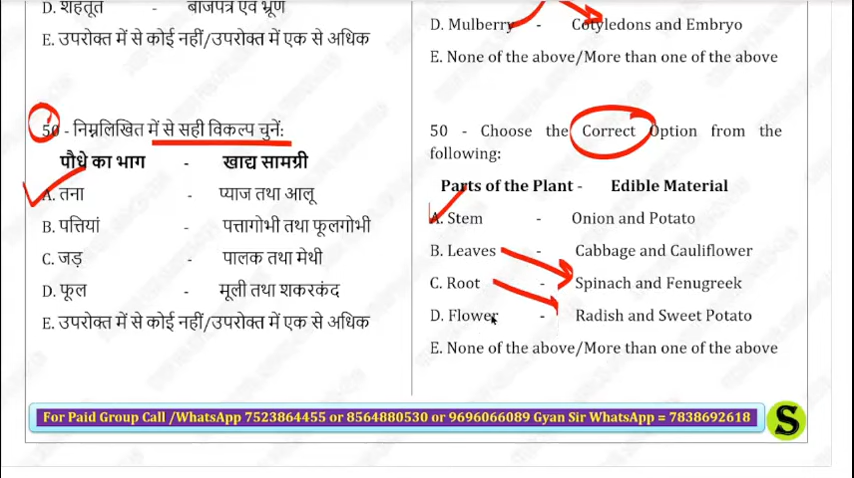 D. शहतूत - बीजपत्र एवं भ्रूण
E. उपरोक्त में से कोई नहीं/उपरोक्त में एक से अधिक
50 - निम्नलिखित में से सही विकल्प चुनें:
पौधे का भाग - खाद्य सामग्री
A. तना - प्याज तथा आलू
B. पत्तियां - पत्तागोभी तथा फूलगोभी
C. जड़ - पालक तथा मेथी
D. फूल - मूली तथा शकरकंद
E. उपरोक्त में से कोई नहीं/उपरोक्त में एक से अधिक
D. Mulberry - Cotyledons and Embryo
E. None of the above/More than one of the above
50 - Choose the Correct Option from the
following:
Parts of the Plant - Edible Material
A. Stem - Onion and Potato
B. Leaves - Cabbage and Cauliflower
C. Root - Spinach and Fenugreek
D. Flower - Radish and Sweet Potato
E. None of the above/More than one of the above
For Paid Group Call /WhatsApp 7523864455 or 8564880530 or 9696066089 Gyan Sir WhatsApp = 7838692618
S